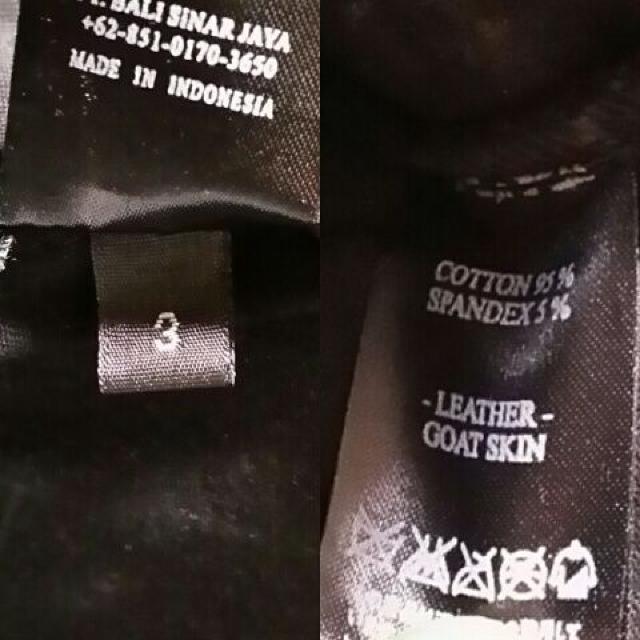 BALI SINAR JAYA
+62-851-0170-3650
MADE IN INDONESIA
3
COTTON 95 %
SPANDEX 5 %
- LEATHER -
GOAT SKIN